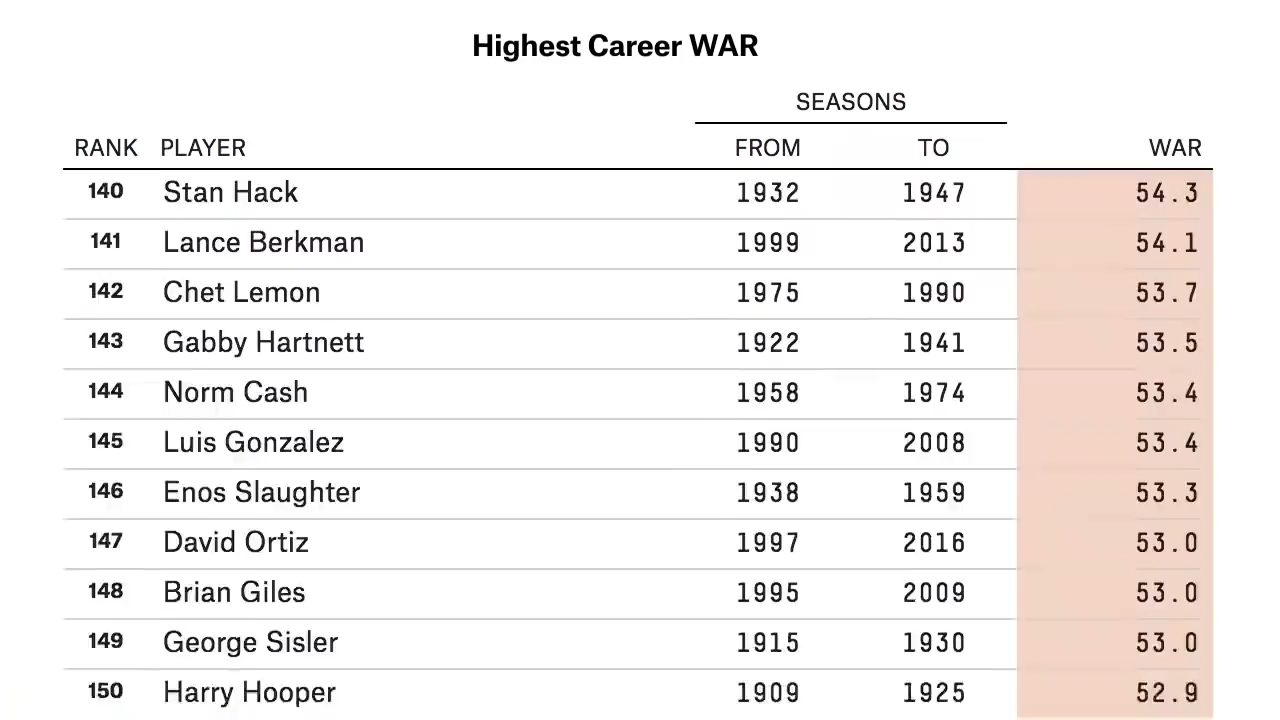 Highest Career WAR
SEASONS
RANK PLAYER FROM TO WAR
140 Stan Hack 1932 1947 54.3
141 Lance Berkman 1999 2013 54.1
142 Chet Lemon 1975 1990 53.7
143 Gabby Hartnett 1922 1941 53.5
144 Norm Cash 1958 1974 53.4
145 Luis Gonzalez 1990 2008 53.4
146 Enos Slaughter 1938 1959 53.3
147 David Ortiz 1997 2016 53.0
148 Brian Giles 1995 2009 53.0
149 George Sisler 1915 1930 53.0
150 Harry Hooper 1909 1925 52.9